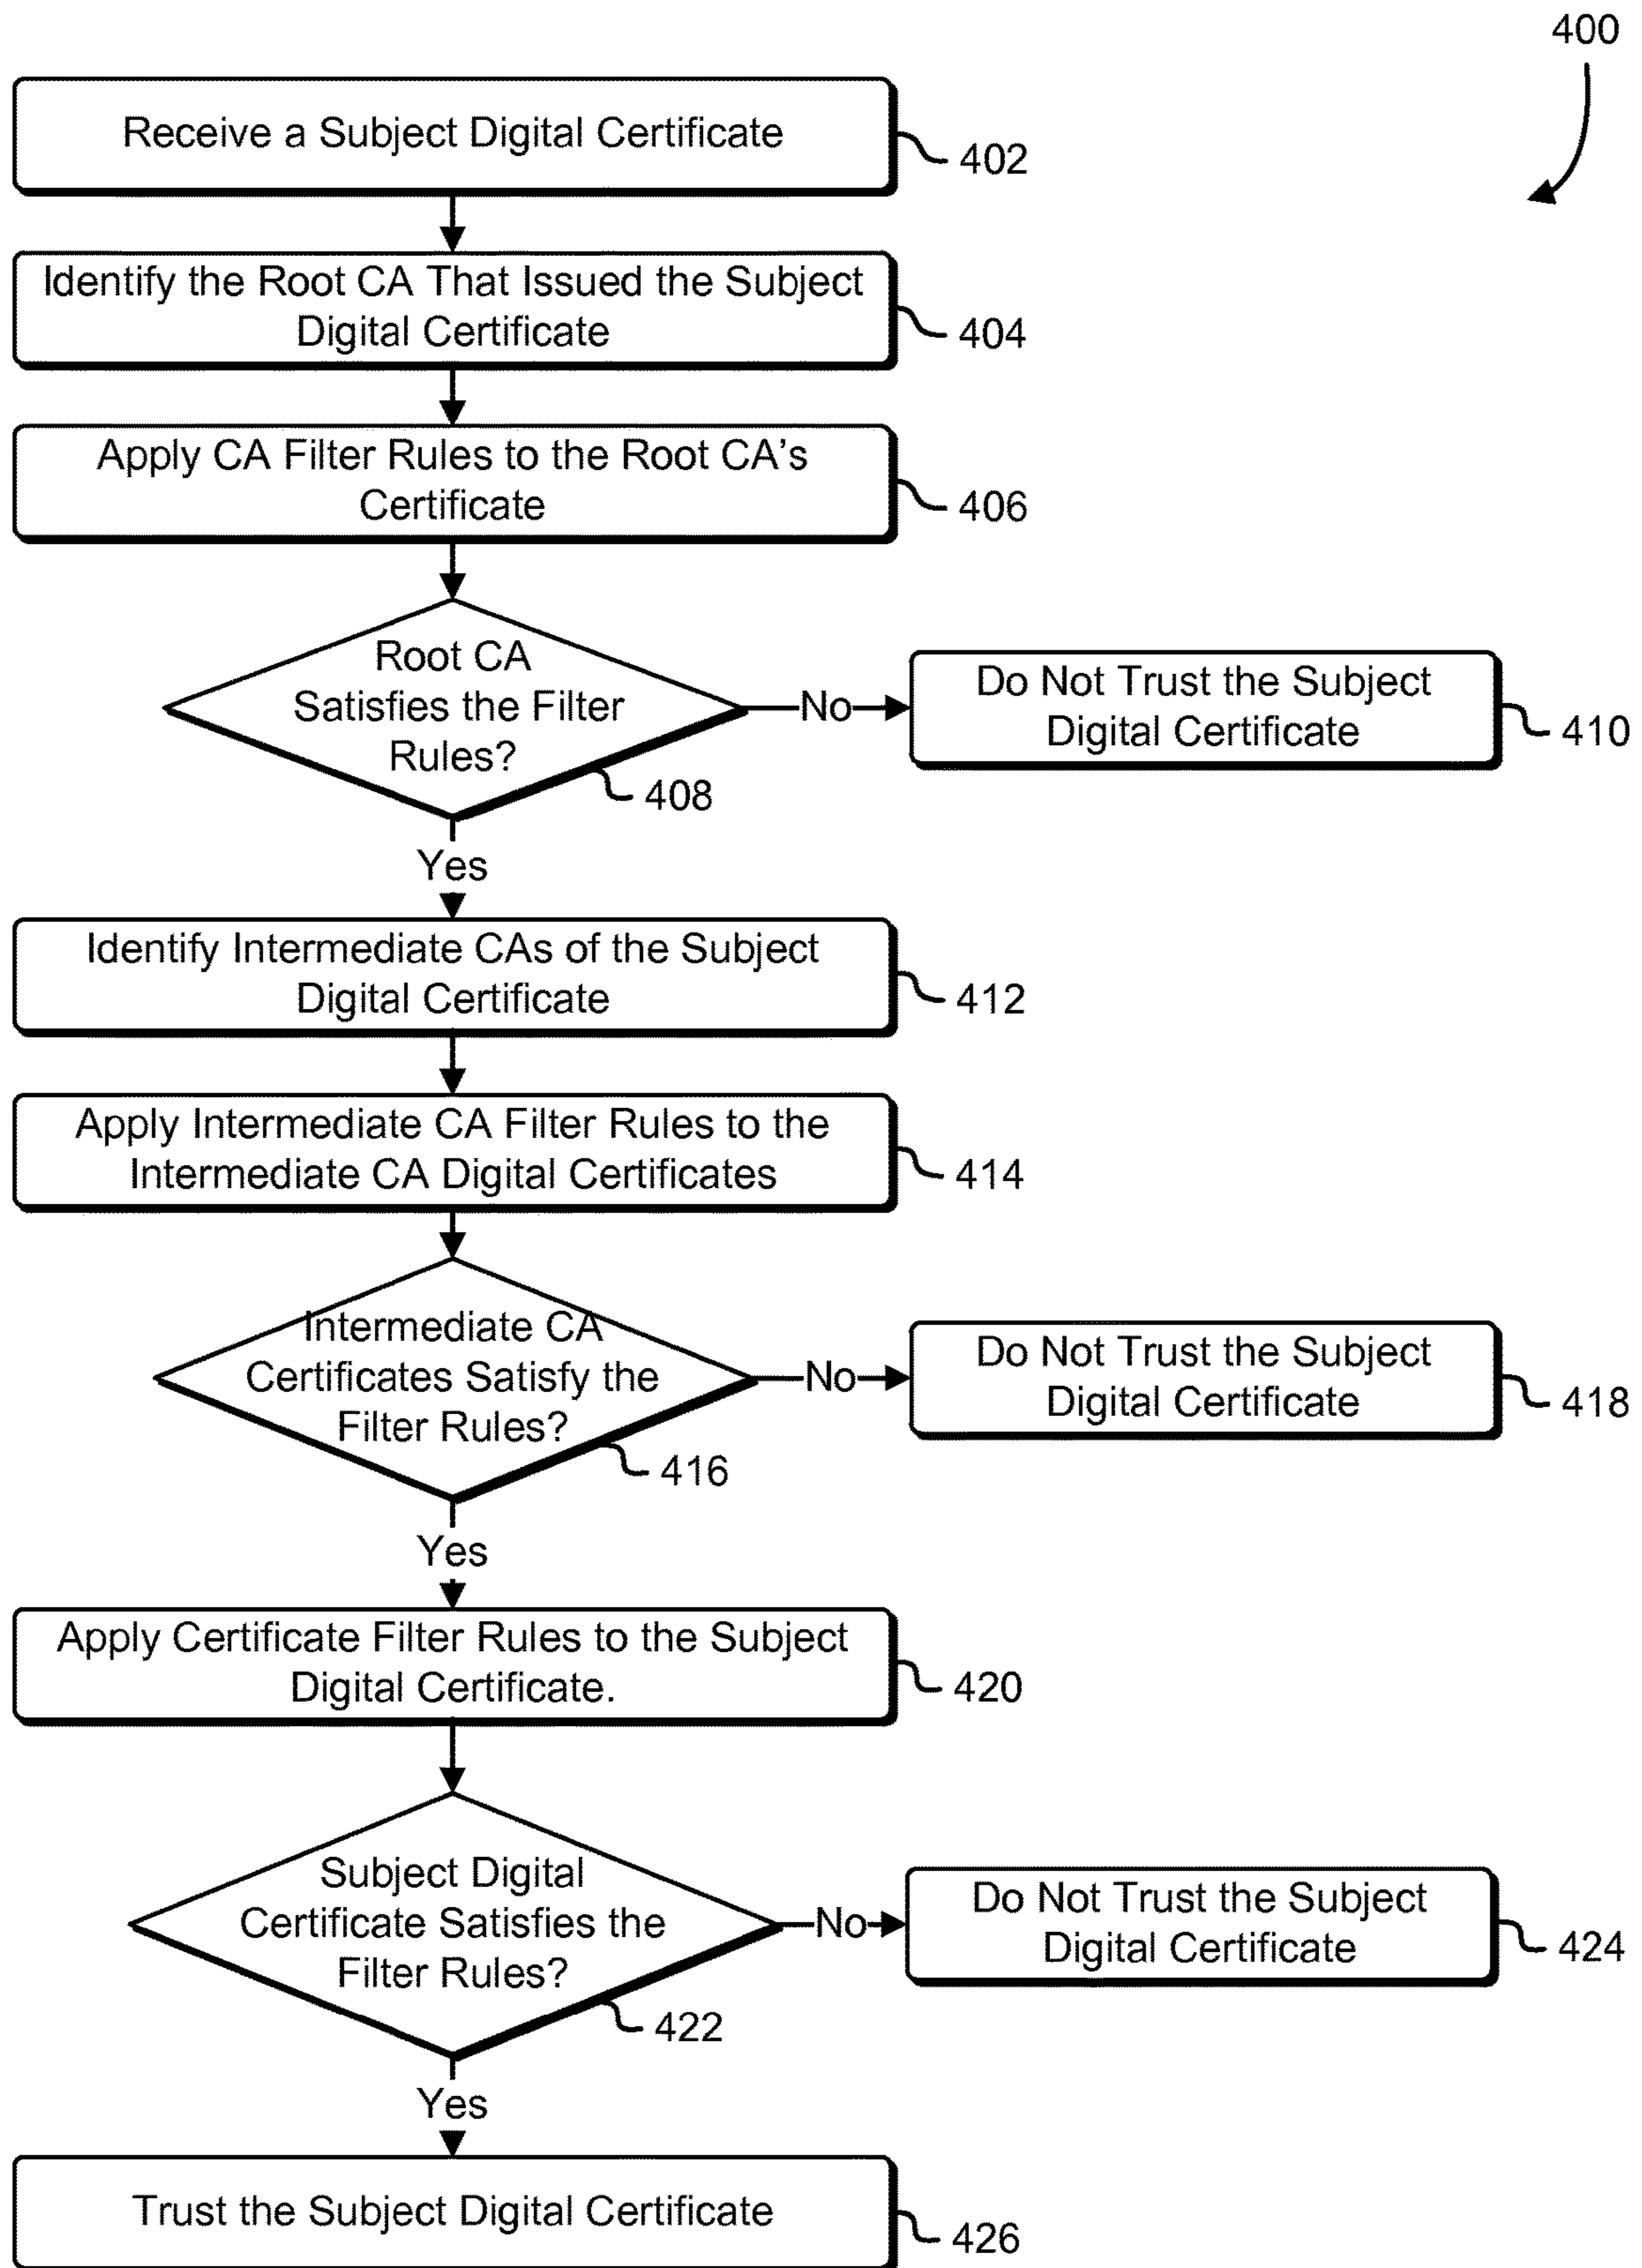 400
Receive a Subject Digital Certificate
402
Identify the Root CA That Issued the Subject
Digital Certificate
404
Apply CA Filter Rules to the Root CA's
Certificate
406
Root CA
Satisfies the Filter
Rules?
408
No
Do Not Trust the Subject
Digital Certificate
410
Yes
Identify Intermediate CAs of the Subject
Digital Certificate
412
Apply Intermediate CA Filter Rules to the
Intermediate CA Digital Certificates
414
Intermediate CA
Certificates Satisfy the
Filter Rules?
416
No
Do Not Trust the Subject
Digital Certificate
418
Yes
Apply Certificate Filter Rules to the Subject
Digital Certificate.
420
Subject Digital
Certificate Satisfies the
Filter Rules?
422
No
Do Not Trust the Subject
Digital Certificate
424
Yes
Trust the Subject Digital Certificate
426